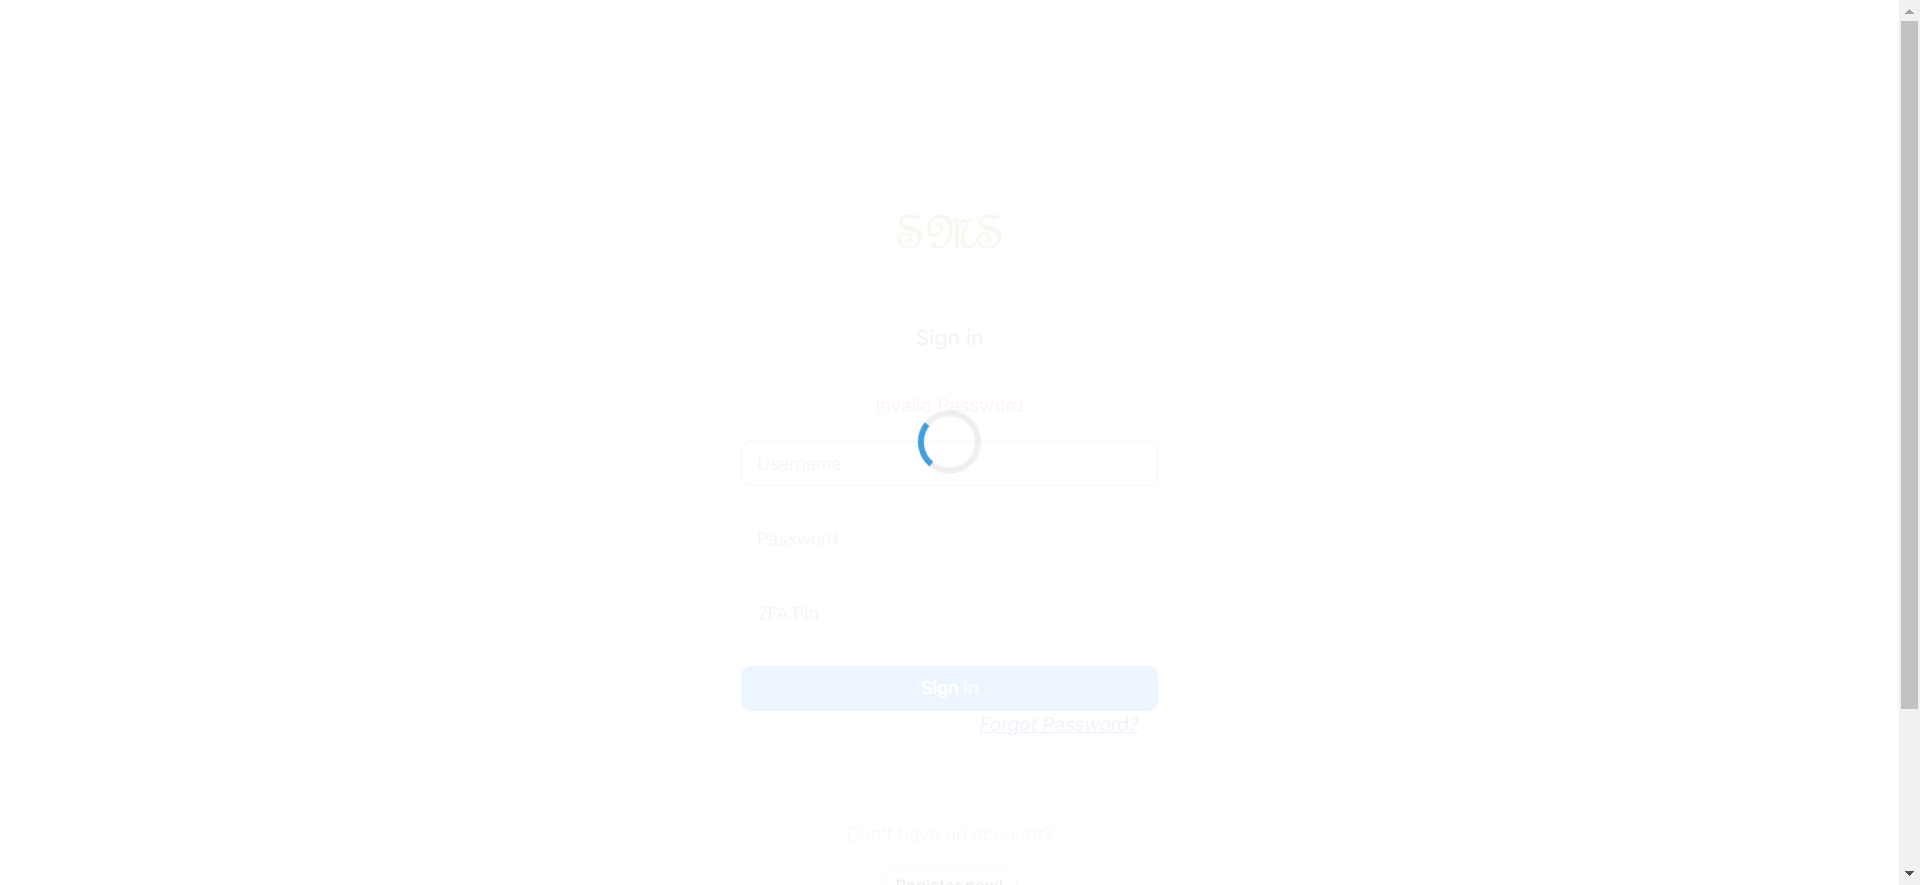 SMS
Sign in
Invalid Password
Username
Password
2FA Pin
Sign in
Forgot Password?
Don't have an account?
Register now!